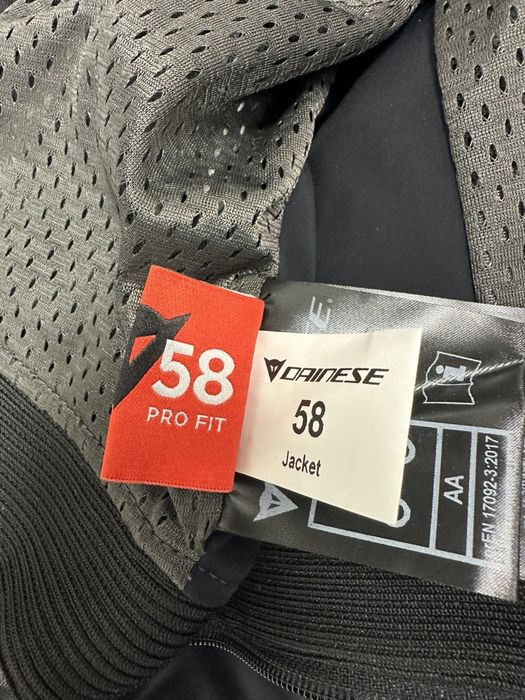 58
PRO FIT
DAINESE
58
Jacket
AA
EN 17092-3:2017